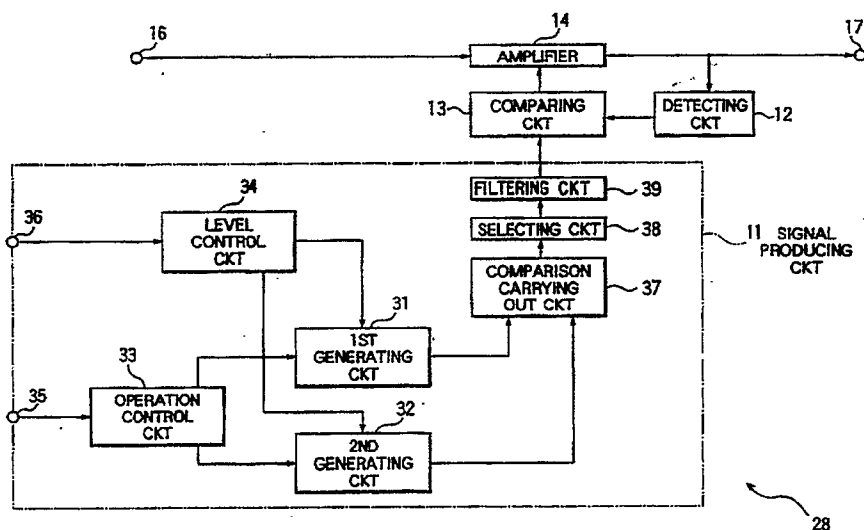 16
14
17
AMPLIFIER
13
COMPARING
CKT
DETECTING
CKT
12
34
FILTERING CKT
39
36
LEVEL
CONTROL
CKT
SELECTING CKT
38
11 SIGNAL
PRODUCING
CKT
COMPARISON
CARRYING
OUT CKT
37
31
1ST
GENERATING
CKT
33
35
OPERATION
CONTROL
CKT
32
2ND
GENERATING
CKT
28